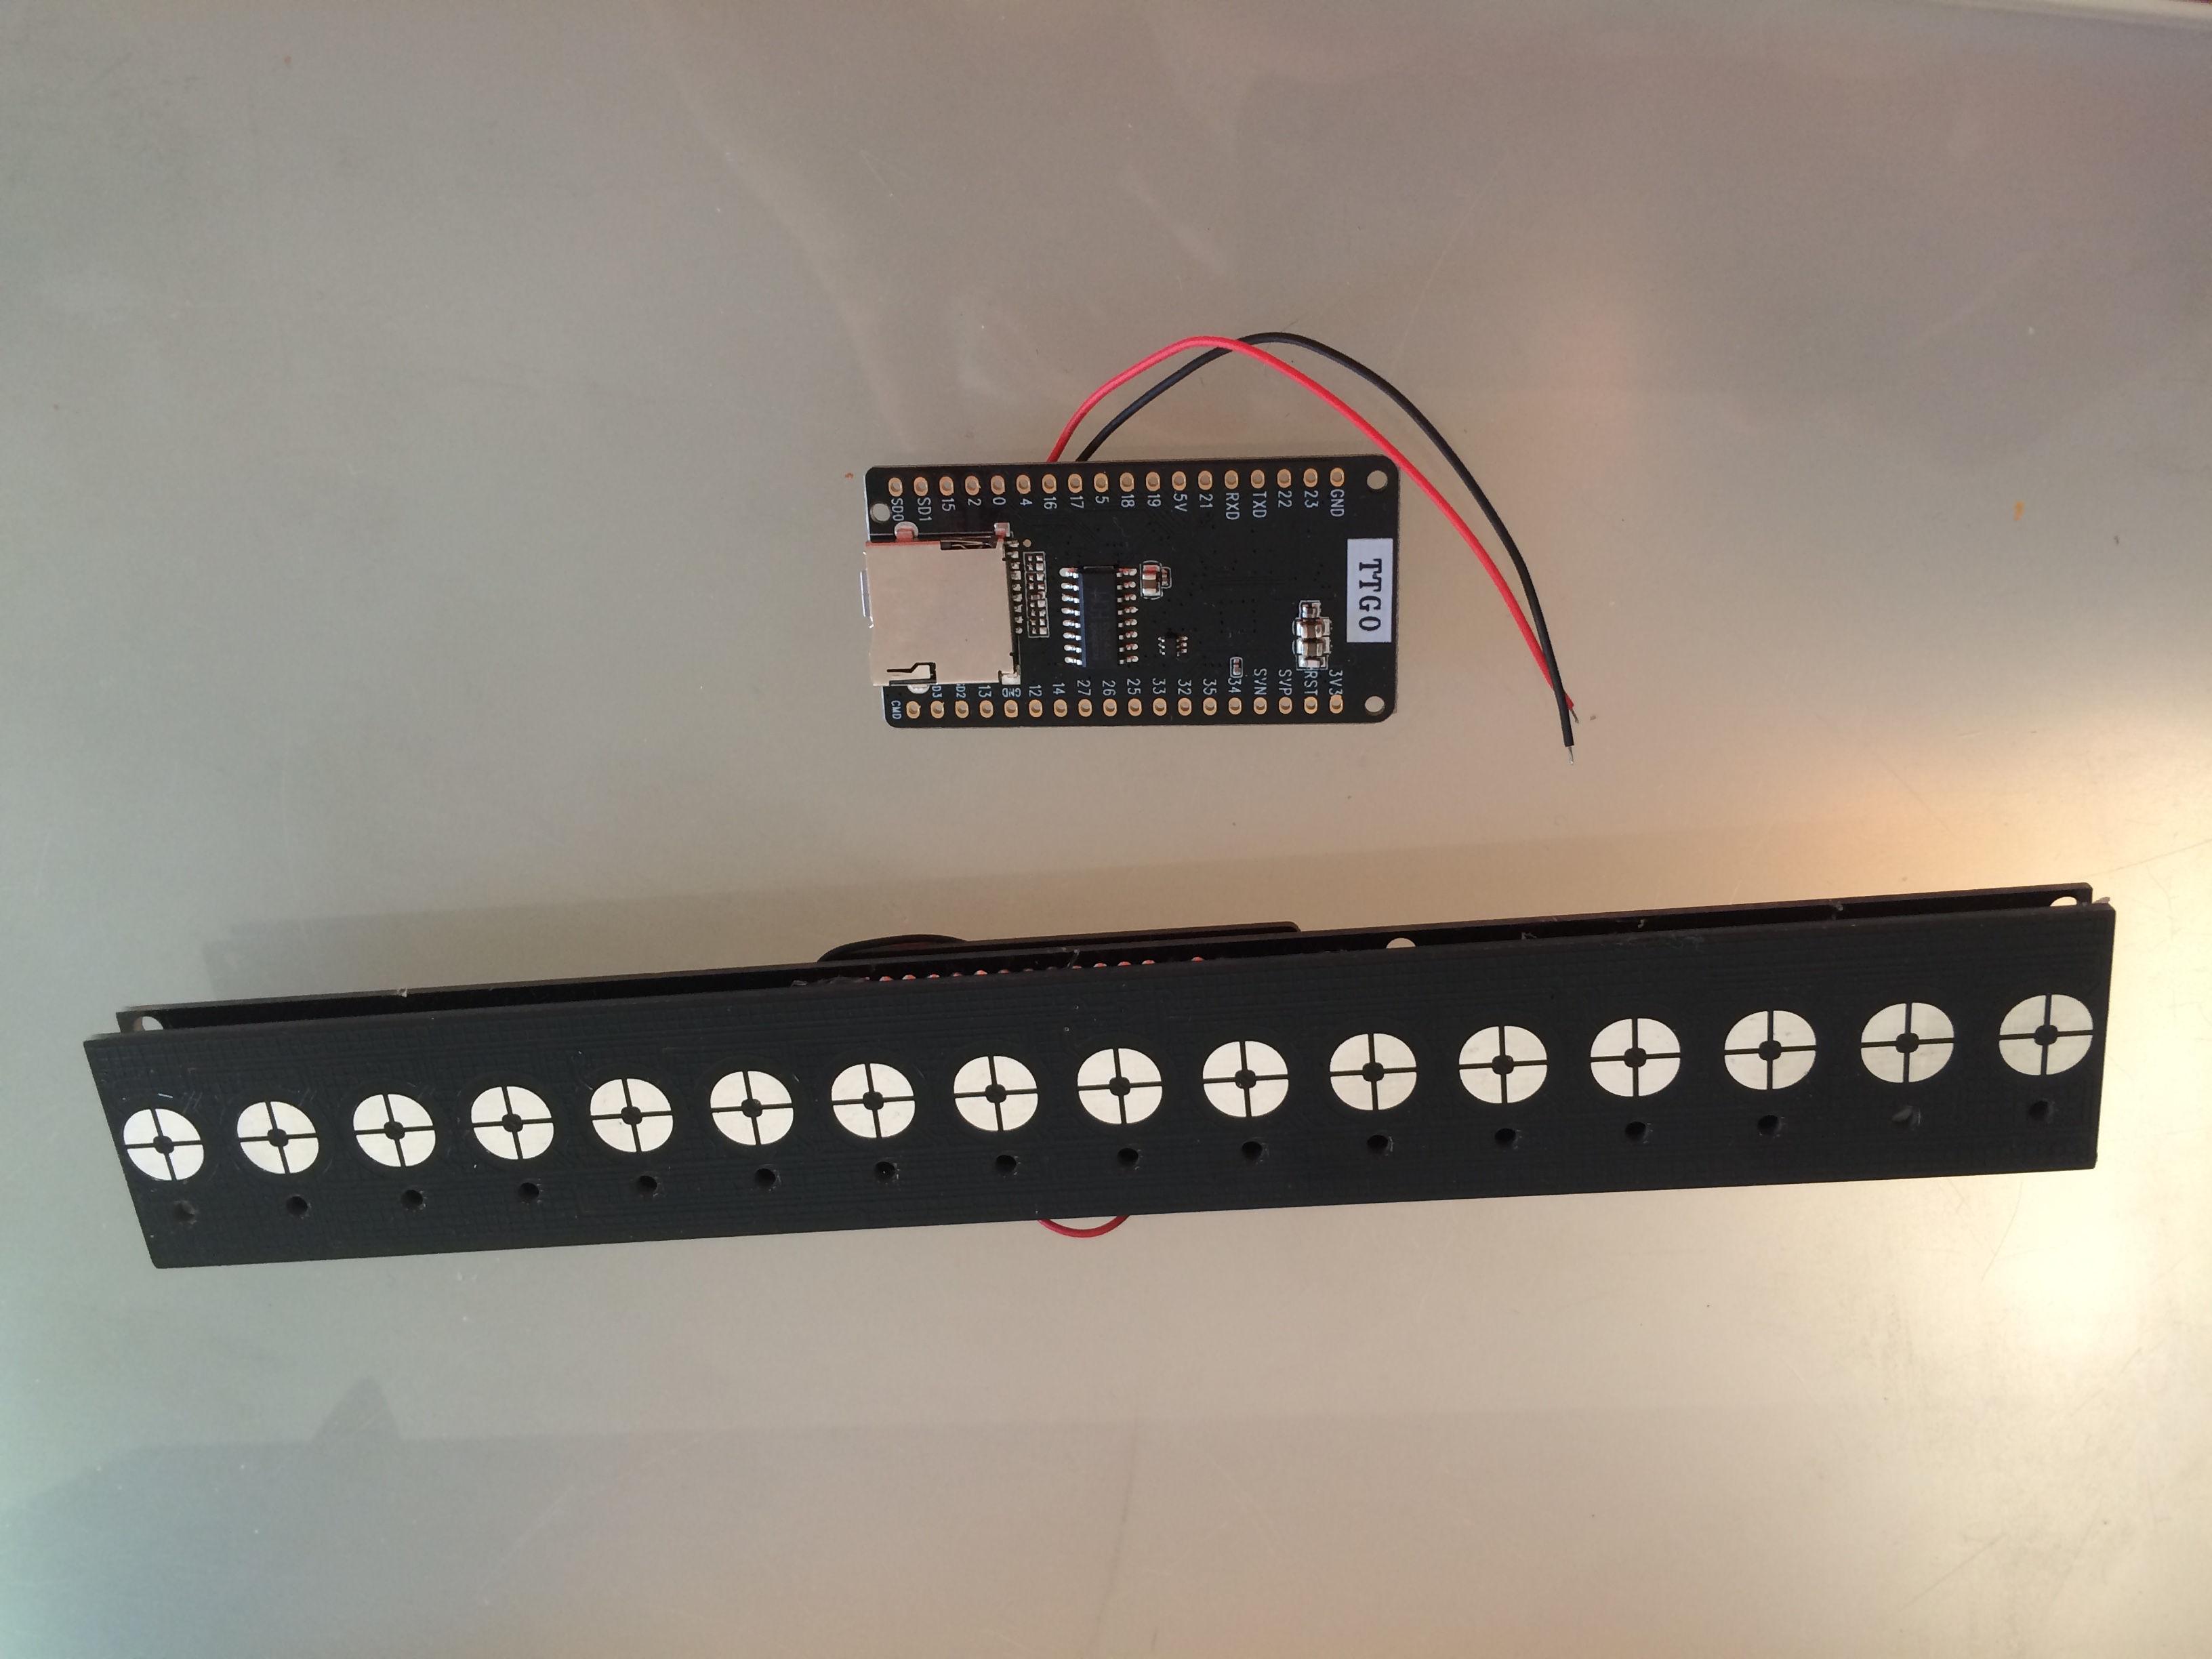 3V3 RST SVP SVN 34 35 32 33 25 26 27 14 12 GND 13 SD2 SD3 CMD
TTGO
GND 23 22 TXD RXD 21 5V 19 18 5 17 16 4 0 2 15 SD1 SD0